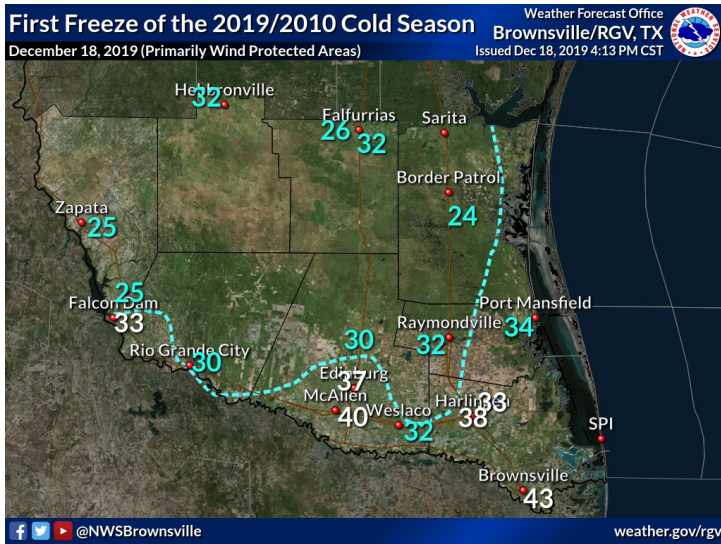 First Freeze of the 2019/2010 Cold Season
December 18, 2019 (Primarily Wind Protected Areas)
Weather Forecast Office
Brownsville/RGV, TX
Issued Dec 18, 2019 4:13 PM CST
NATIONAL WEATHER SERVICE
Hebbronville
32
Falfurrias
26
32
Sarita
Border Patrol
24
Zapata
25
25
Falcon Dam
33
Rio Grande City
30
30
Edinburg
37
McAllen
40
Weslaco
32
Raymondville
32
Port Mansfield
34
Harlingen
33
38
SPI
Brownsville
43
@NWSBrownsville
weather.gov/rgv